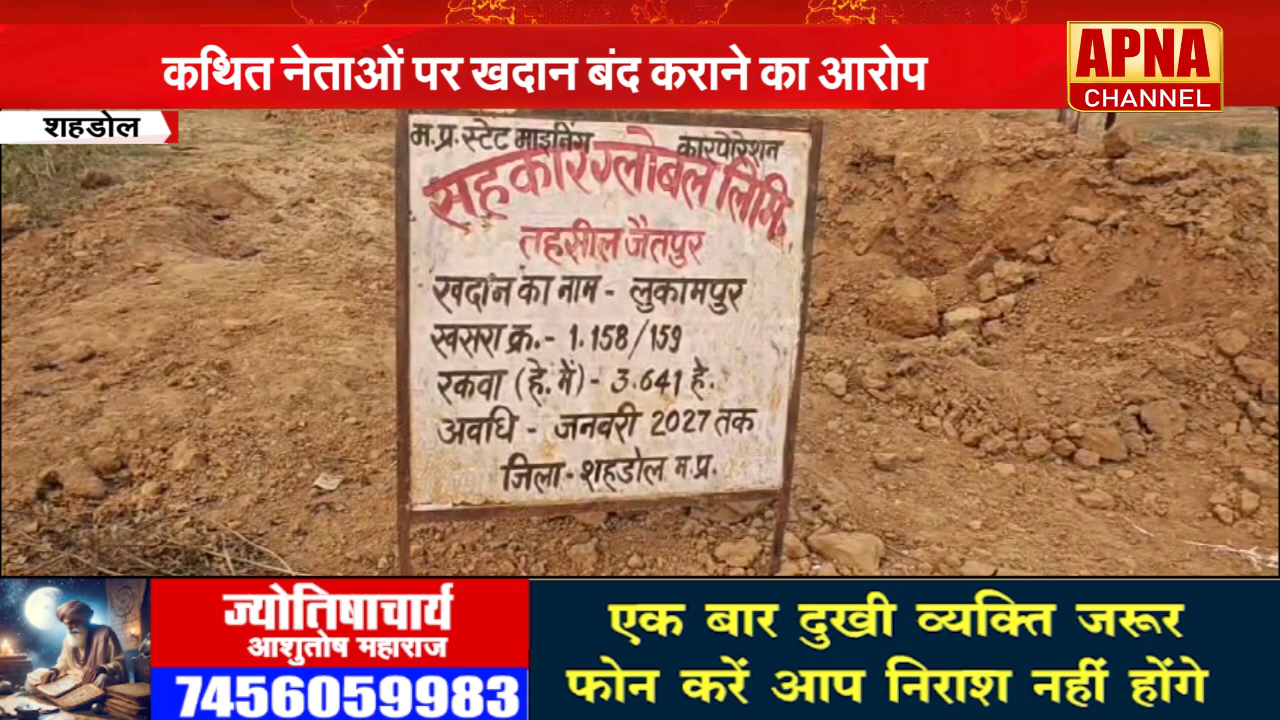 कथित नेताओं पर खदान बंद कराने का आरोप
APNA
CHANNEL
शहडोल
म.प्र. स्टेट माइनिंग कारपोरेशन
सहकार ग्लोबल लिमि.
तहसील जैतपुर
खदान का नाम - लुकामपुर
खसरा क्र. - 1.158/159
रकवा (हे. में) - 3.641 हे.
अवधि - जनवरी 2027 तक
जिला - शहडोल म.प्र.
ज्योतिषाचार्य
आशुतोष महाराज
7456059983
एक बार दुखी व्यक्ति जरूर
फोन करें आप निराश नहीं होंगे